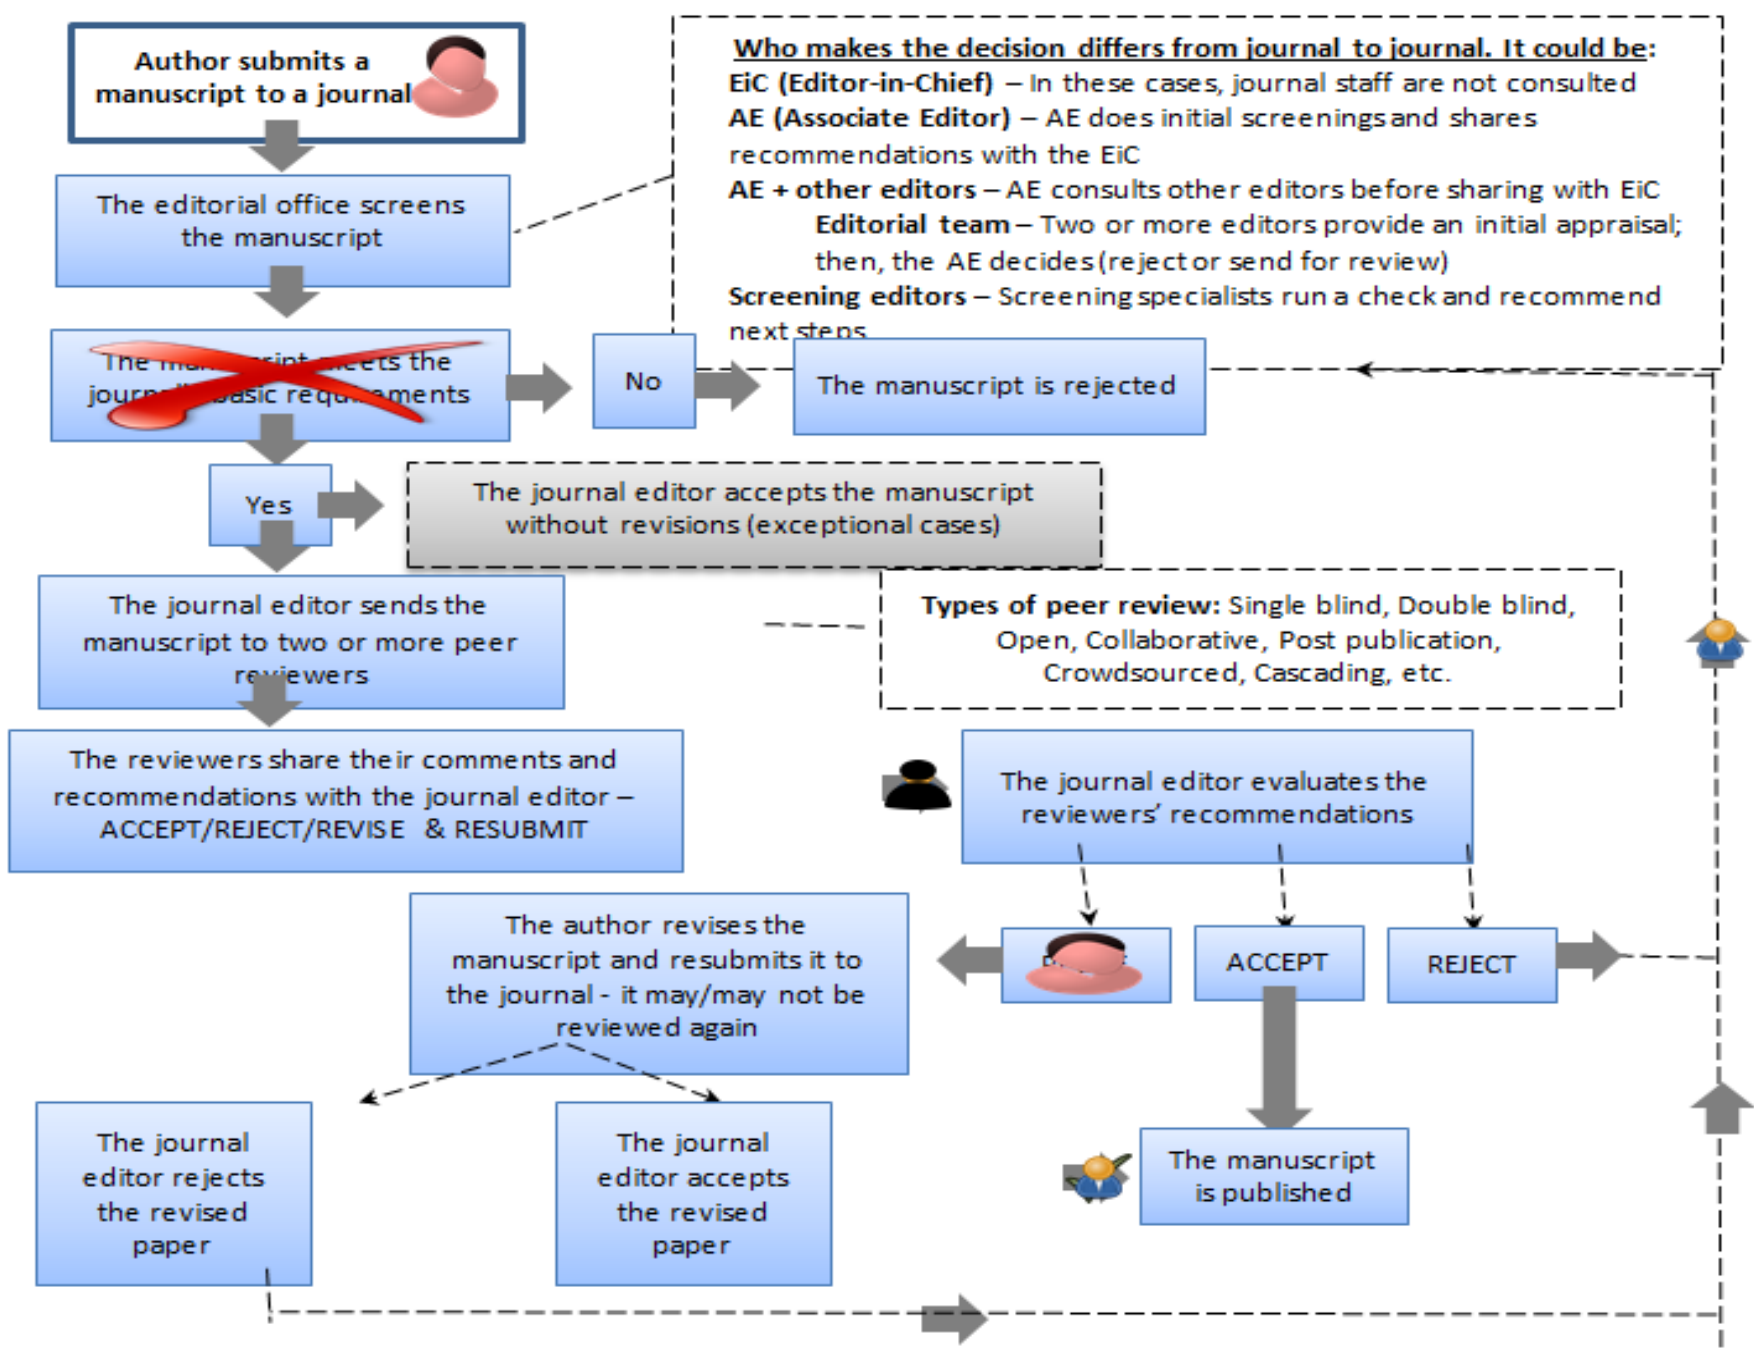 Author submits a
manuscript to a journal
Who makes the decision differs from journal to journal. It could be:
EiC (Editor-in-Chief) – In these cases, journal staff are not consulted
AE (Associate Editor) – AE does initial screenings and shares
recommendations with the EiC
AE + other editors – AE consults other editors before sharing with EiC
Editorial team – Two or more editors provide an initial appraisal;
then, the AE decides (reject or send for review)
Screening editors – Screening specialists run a check and recommend
next steps
The editorial office screens
the manuscript
The manuscript meets the
basic requirements
No
The manuscript is rejected
Yes
The journal editor accepts the manuscript
without revisions (exceptional cases)
The journal editor sends the
manuscript to two or more peer
reviewers
Types of peer review: Single blind, Double blind,
Open, Collaborative, Post publication,
Crowdsourced, Cascading, etc.
The reviewers share their comments and
recommendations with the journal editor –
ACCEPT/REJECT/REVISE & RESUBMIT
The journal editor evaluates the
reviewers’ recommendations
ACCEPT
REJECT
The author revises the
manuscript and resubmits it to
the journal - it may/may not be
reviewed again
The journal
editor rejects
the revised
paper
The journal
editor accepts
the revised
paper
The manuscript
is published